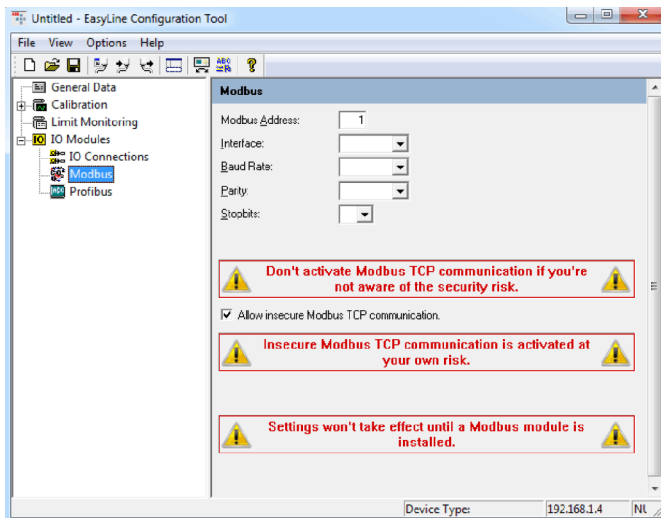 Untitled - EasyLine Configuration Tool
File View Options Help
General Data
Calibration
Limit Monitoring
IO Modules
IO Connections
Modbus
Profibus
Modbus
Modbus Address: 1
Interface:
Baud Rate:
Parity:
Stopbits:
Don't activate Modbus TCP communication if you're
not aware of the security risk.
Allow insecure Modbus TCP communication.
Insecure Modbus TCP communication is activated at
your own risk.
Settings won't take effect until a Modbus module is
installed.
Device Type: 192.168.1.4